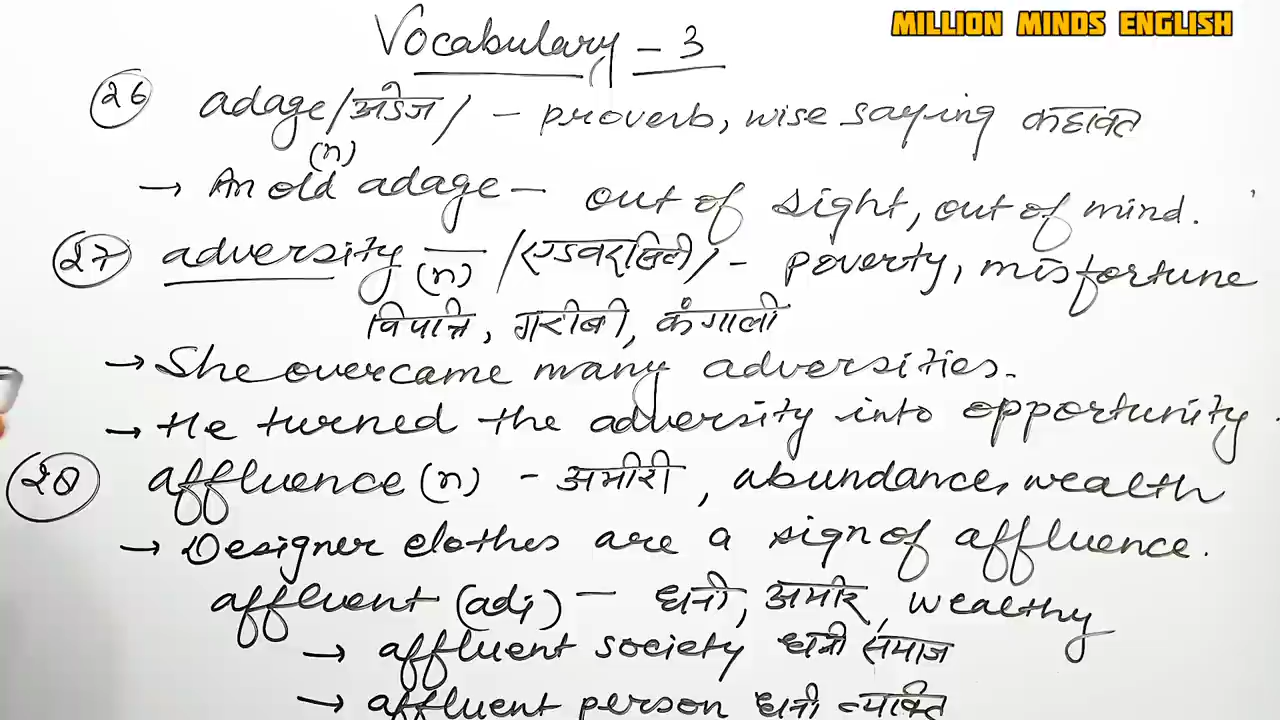 MILLION MINDS ENGLISH
Vocabulary - 3
26 adage /अडेज/ - proverb, wise saying कहावत
(n)
→ An old adage - out of sight, out of mind.
27 adversity (n) /एडवरसिटी/ - poverty, misfortune
विपत्ति, गरीबी, कंगाली
→ She overcame many adversities.
→ He turned the adversity into opportunity.
28 affluence (n) - अमीरी, abundance, wealth
→ Designer clothes are a sign of affluence.
affluent (adj) - धनी, अमीर, wealthy
→ affluent society धनी समाज
→ affluent person धनी व्यक्ति